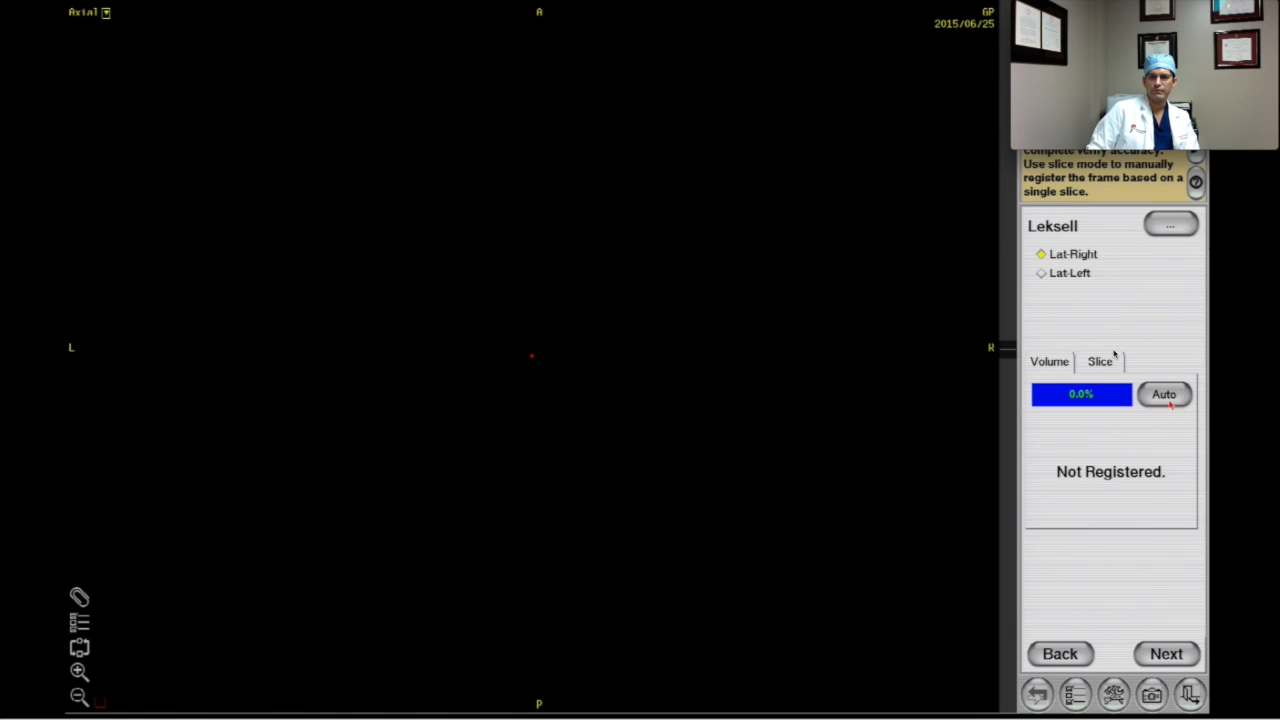 Axial
A
GP
2015/06/25
complete verify accuracy.
Use slice mode to manually
register the frame based on a
single slice.
Leksell
...
Lat-Right
Lat-Left
L
R
Volume
Slice
0.0%
Auto
Not Registered.
Back
Next
P